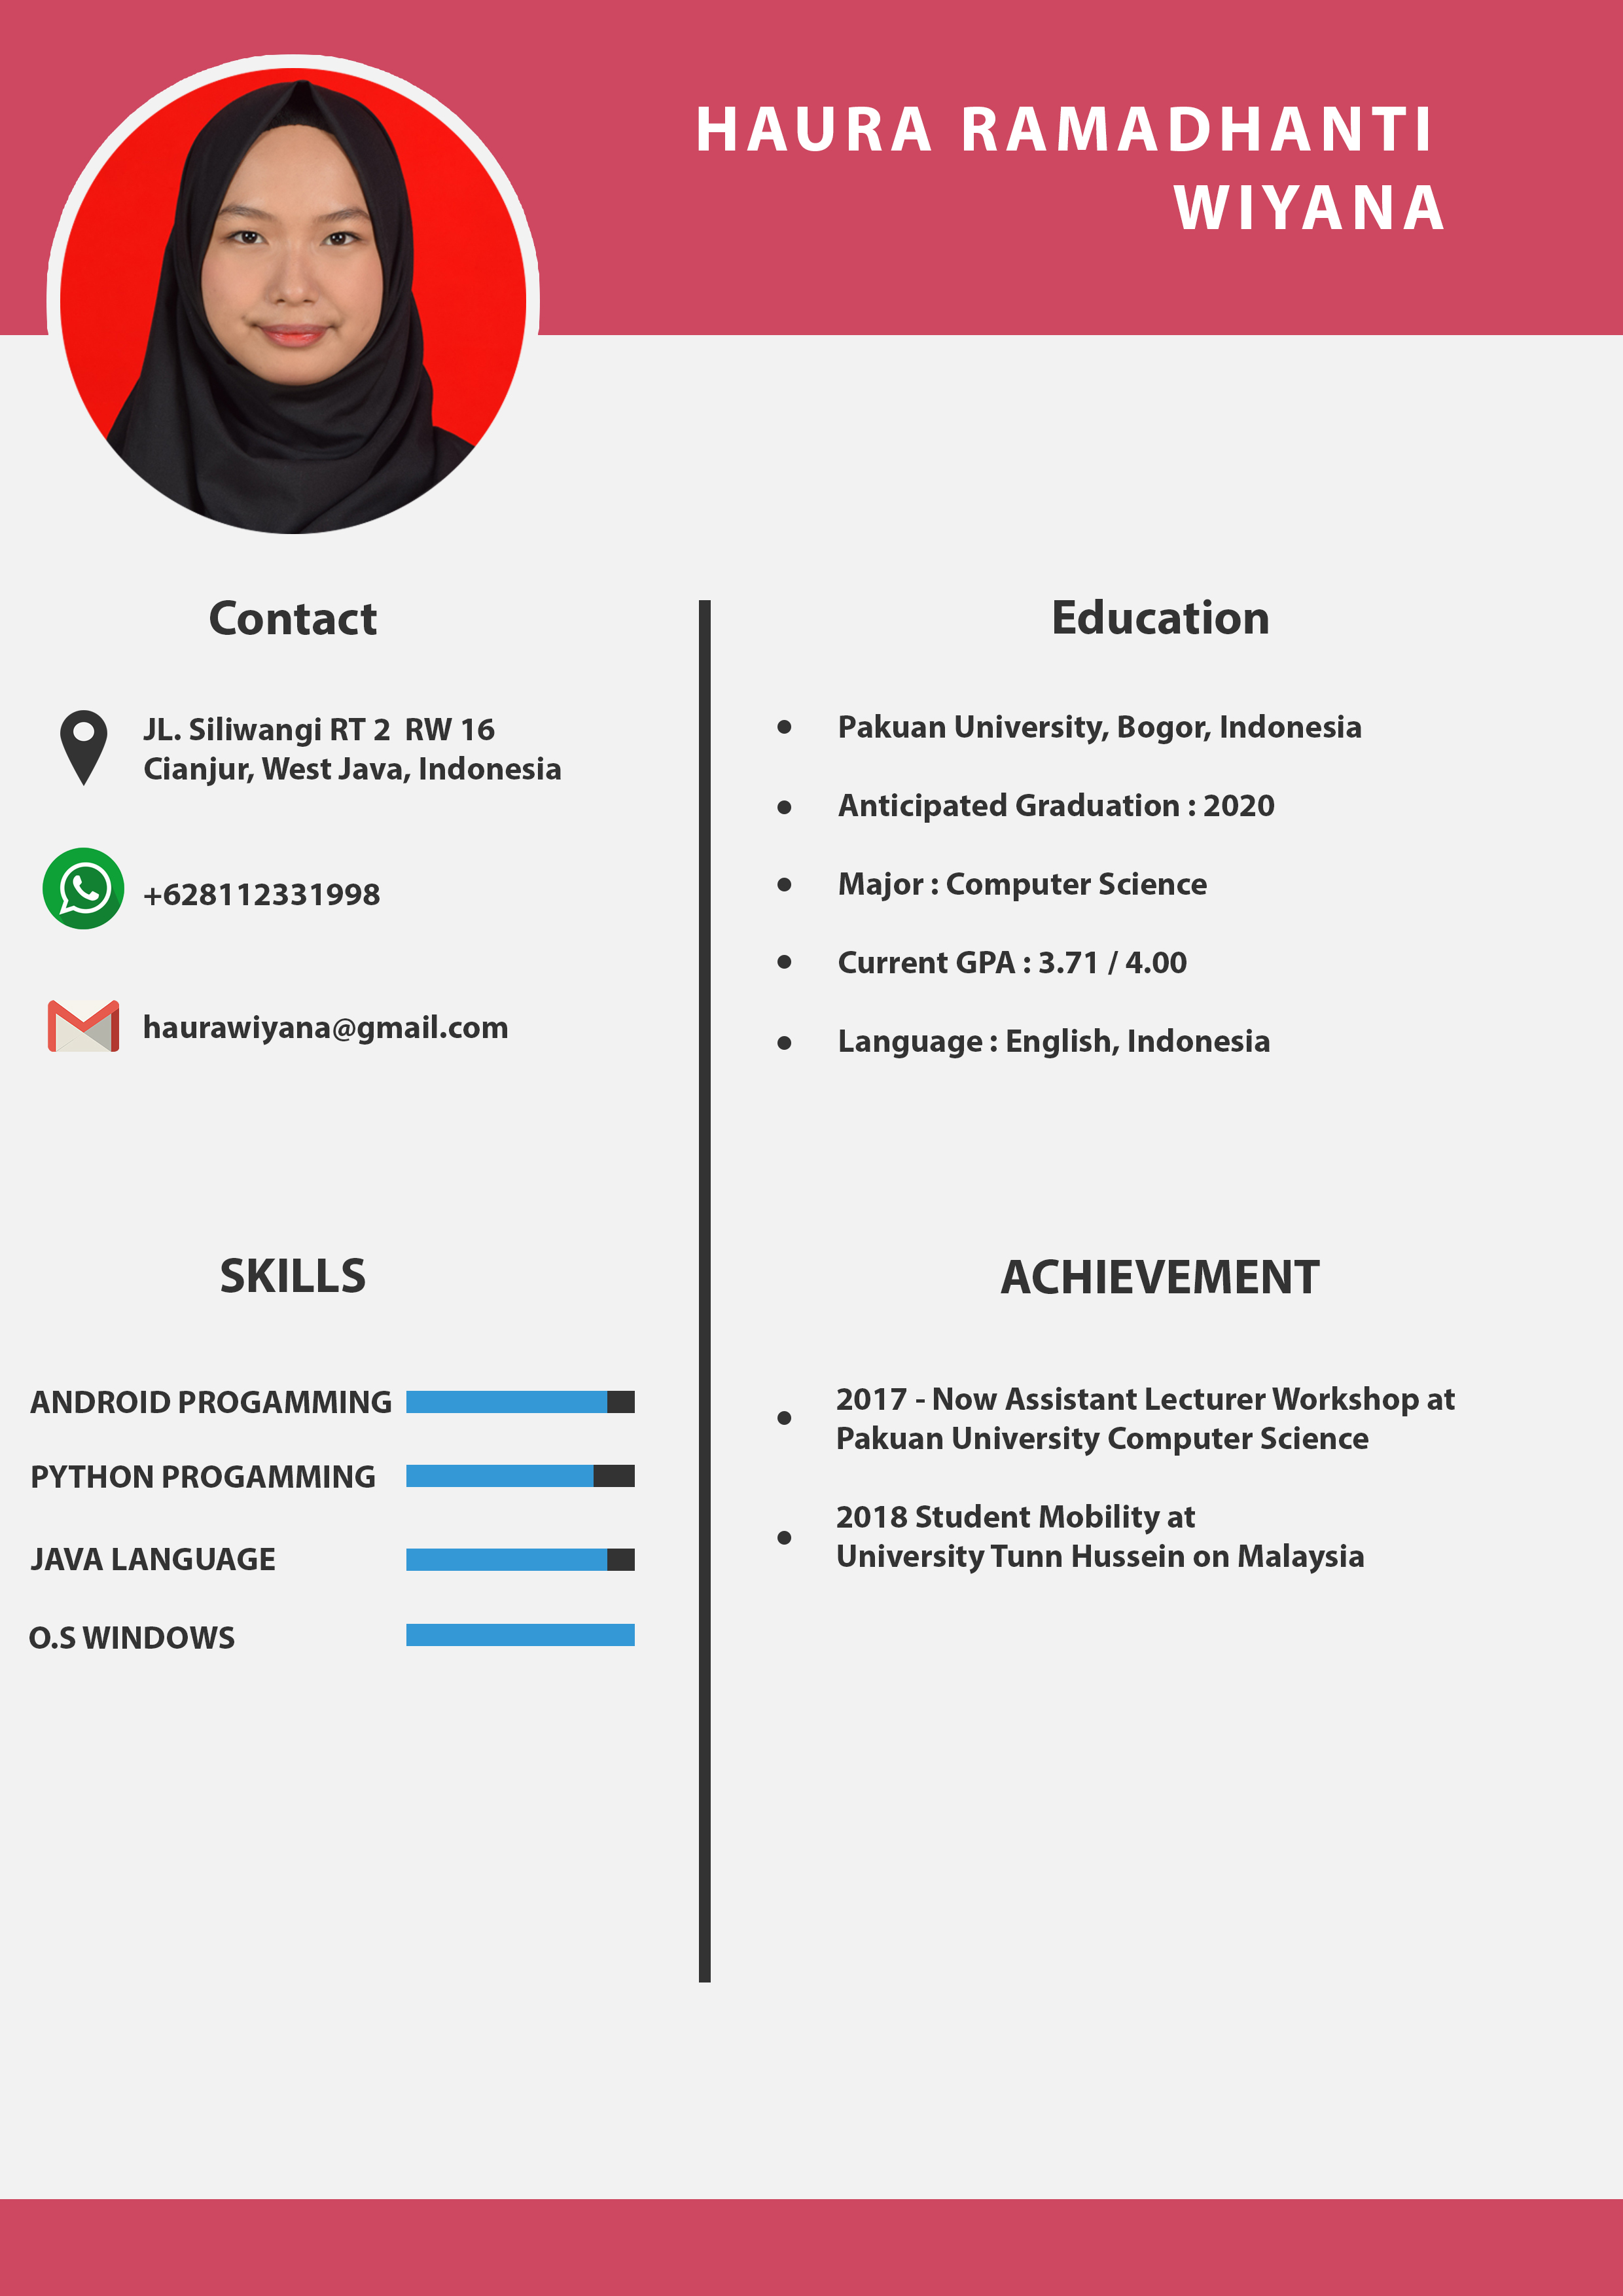 HAURA RAMADHANTI
WIYANA
Contact
JL. Siliwangi RT 2  RW 16
Cianjur, West Java, Indonesia
+628112331998
haurawiyana@gmail.com
Education
Pakuan University, Bogor, Indonesia
Anticipated Graduation : 2020
Major : Computer Science
Current GPA : 3.71 / 4.00
Language : English, Indonesia
SKILLS
ANDROID PROGAMMING
PYTHON PROGAMMING
JAVA LANGUAGE
O.S WINDOWS
ACHIEVEMENT
2017 - Now Assistant Lecturer Workshop at
Pakuan University Computer Science
2018 Student Mobility at
University Tunn Hussein on Malaysia